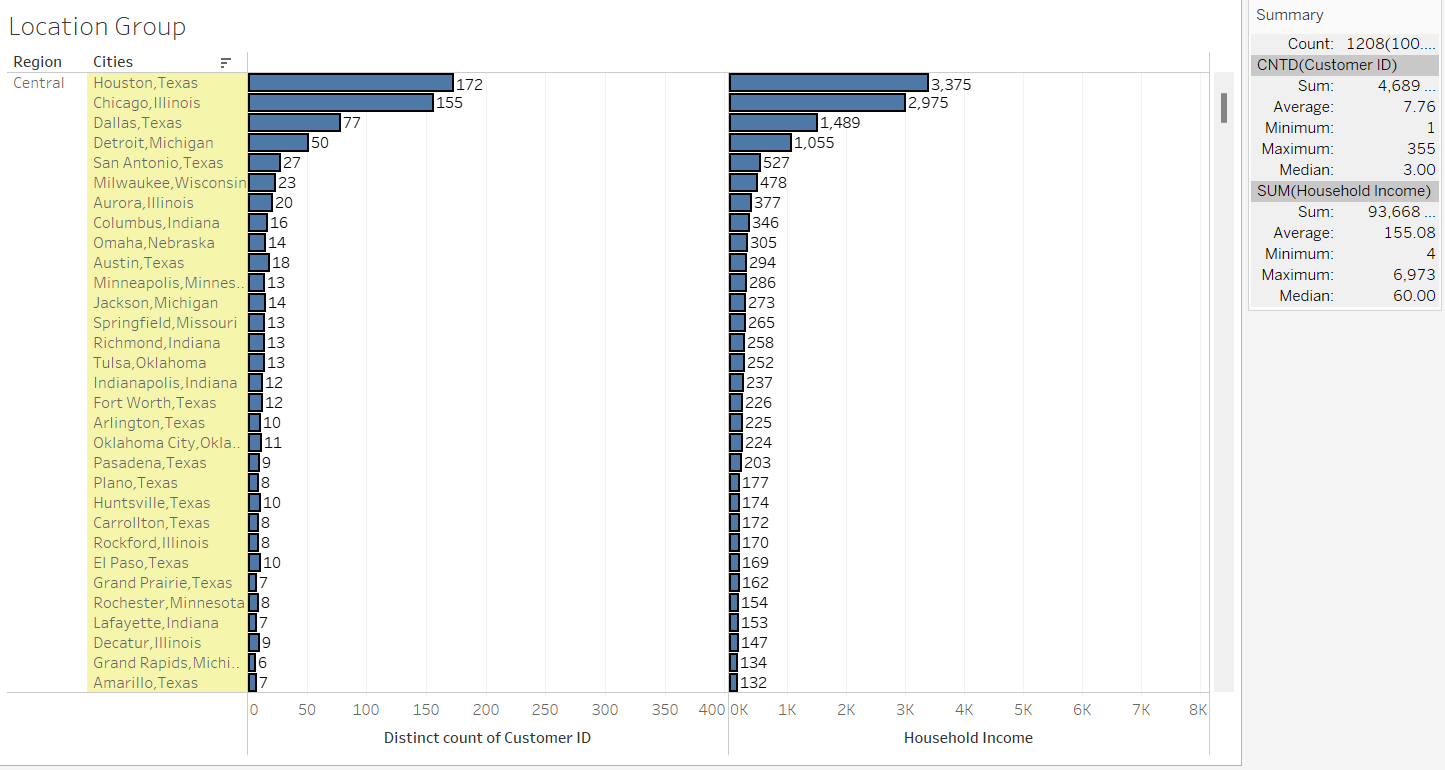 Location Group
Region Cities
Central Houston,Texas 172 3,375
Chicago,Illinois 155 2,975
Dallas,Texas 77 1,489
Detroit,Michigan 50 1,055
San Antonio,Texas 27 527
Milwaukee,Wisconsin 23 478
Aurora,Illinois 20 377
Columbus,Indiana 16 346
Omaha,Nebraska 14 305
Austin,Texas 18 294
Minneapolis,Minnes.. 13 286
Jackson,Michigan 14 273
Springfield,Missouri 13 265
Richmond,Indiana 13 258
Tulsa,Oklahoma 13 252
Indianapolis,Indiana 12 237
Fort Worth,Texas 12 226
Arlington,Texas 10 225
Oklahoma City,Okla.. 11 224
Pasadena,Texas 9 203
Plano,Texas 8 177
Huntsville,Texas 10 174
Carrollton,Texas 8 172
Rockford,Illinois 8 170
El Paso,Texas 10 169
Grand Prairie,Texas 7 162
Rochester,Minnesota 8 154
Lafayette,Indiana 7 153
Decatur,Illinois 9 147
Grand Rapids,Michi.. 6 134
Amarillo,Texas 7 132
0 50 100 150 200 250 300 350 400 0K 1K 2K 3K 4K 5K 6K 7K 8K
Distinct count of Customer ID Household Income
Summary
Count: 1208(100....
CNTD(Customer ID)
Sum: 4,689 ...
Average: 7.76
Minimum: 1
Maximum: 355
Median: 3.00
SUM(Household Income)
Sum: 93,668 ...
Average: 155.08
Minimum: 4
Maximum: 6,973
Median: 60.00